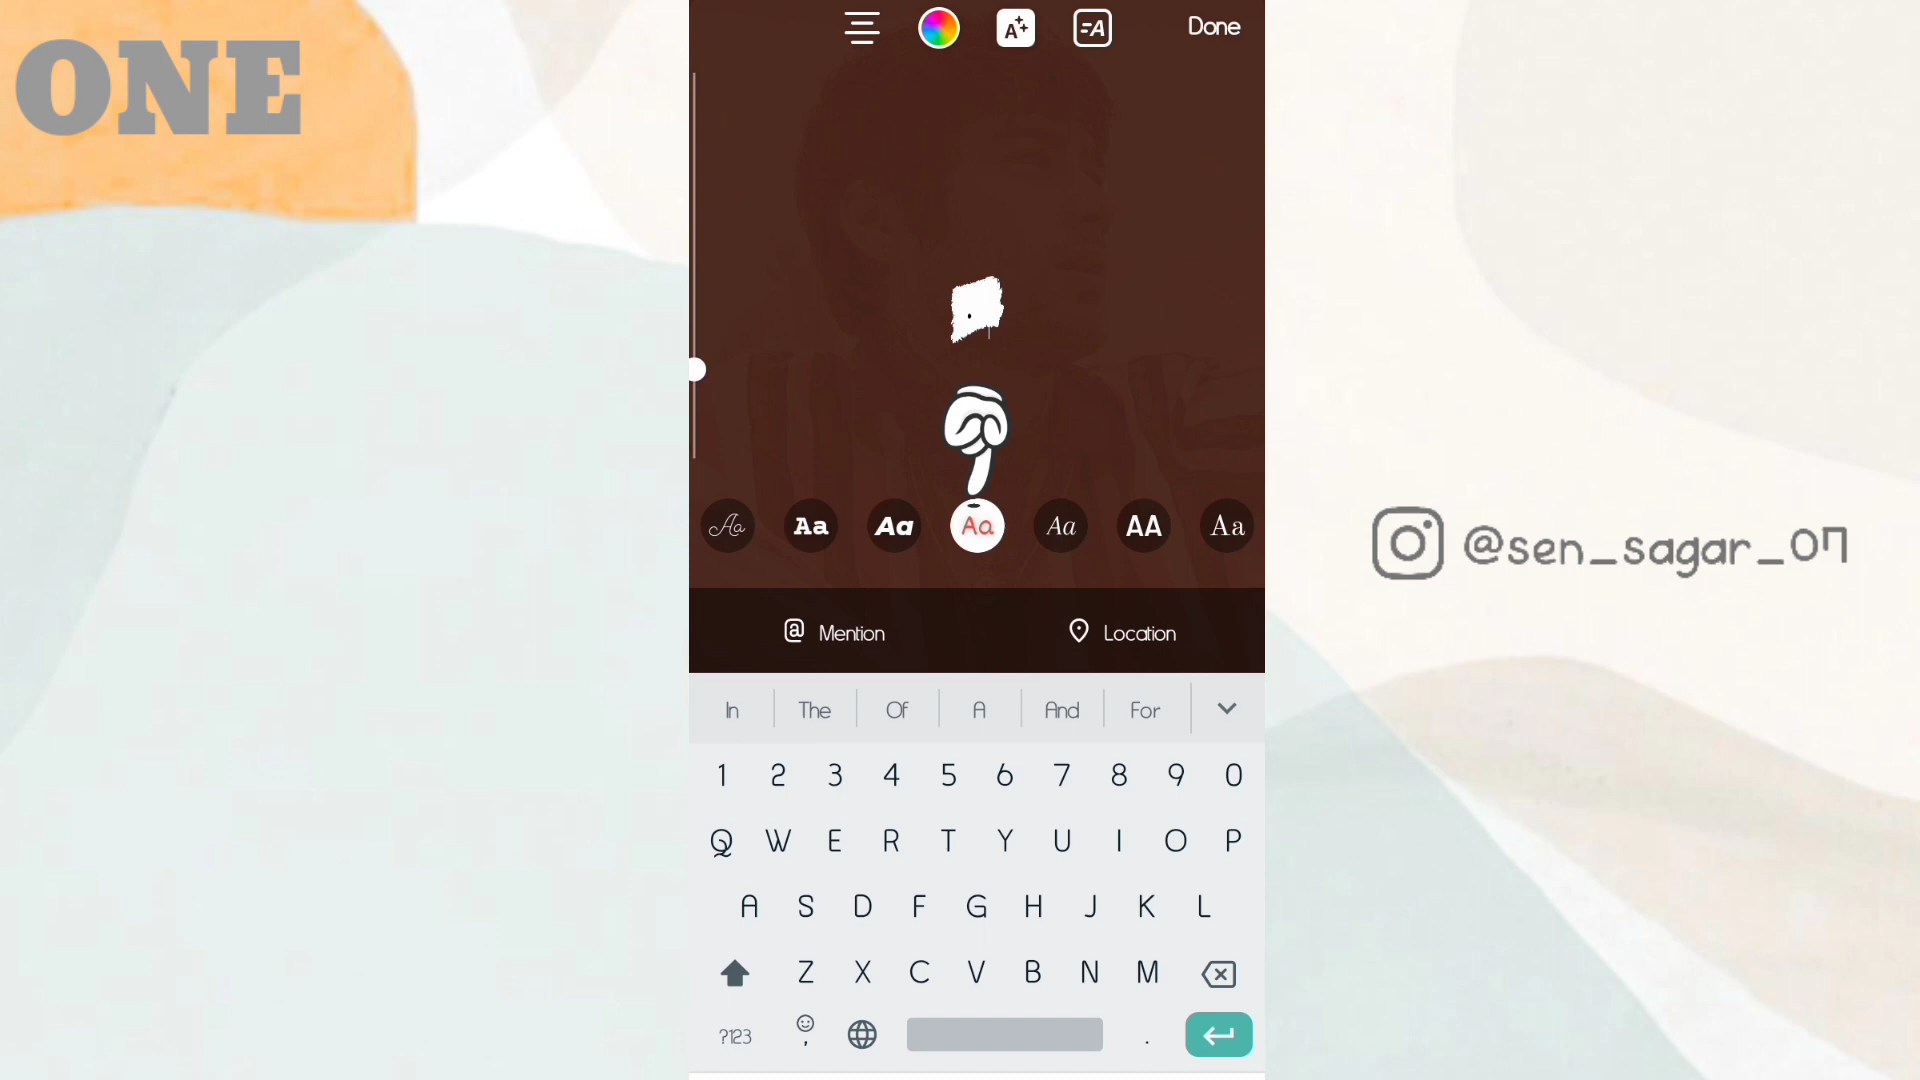 ONE
A
=A
Done
Aa Aa Aa Aa Aa AA Aa
@ Mention Location
In The Of A And For
1 2 3 4 5 6 7 8 9 0
Q W E R T Y U I O P
A S D F G H J K L
Z X C V B N M
?123 , .
@sen_sagar_07